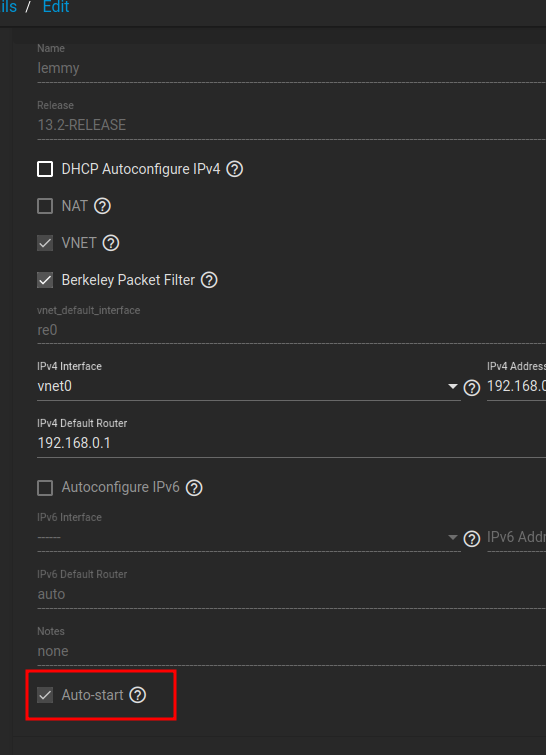 ils / Edit
Name
lemmy
Release
13.2-RELEASE
DHCP Autoconfigure IPv4 ?
NAT ?
VNET ?
Berkeley Packet Filter ?
vnet_default_interface
re0
IPv4 Interface
vnet0 ?
IPv4 Address
192.168.0
IPv4 Default Router
192.168.0.1
Autoconfigure IPv6 ?
IPv6 Interface
------ ?
IPv6 Addr
IPv6 Default Router
auto
Notes
none
Auto-start ?